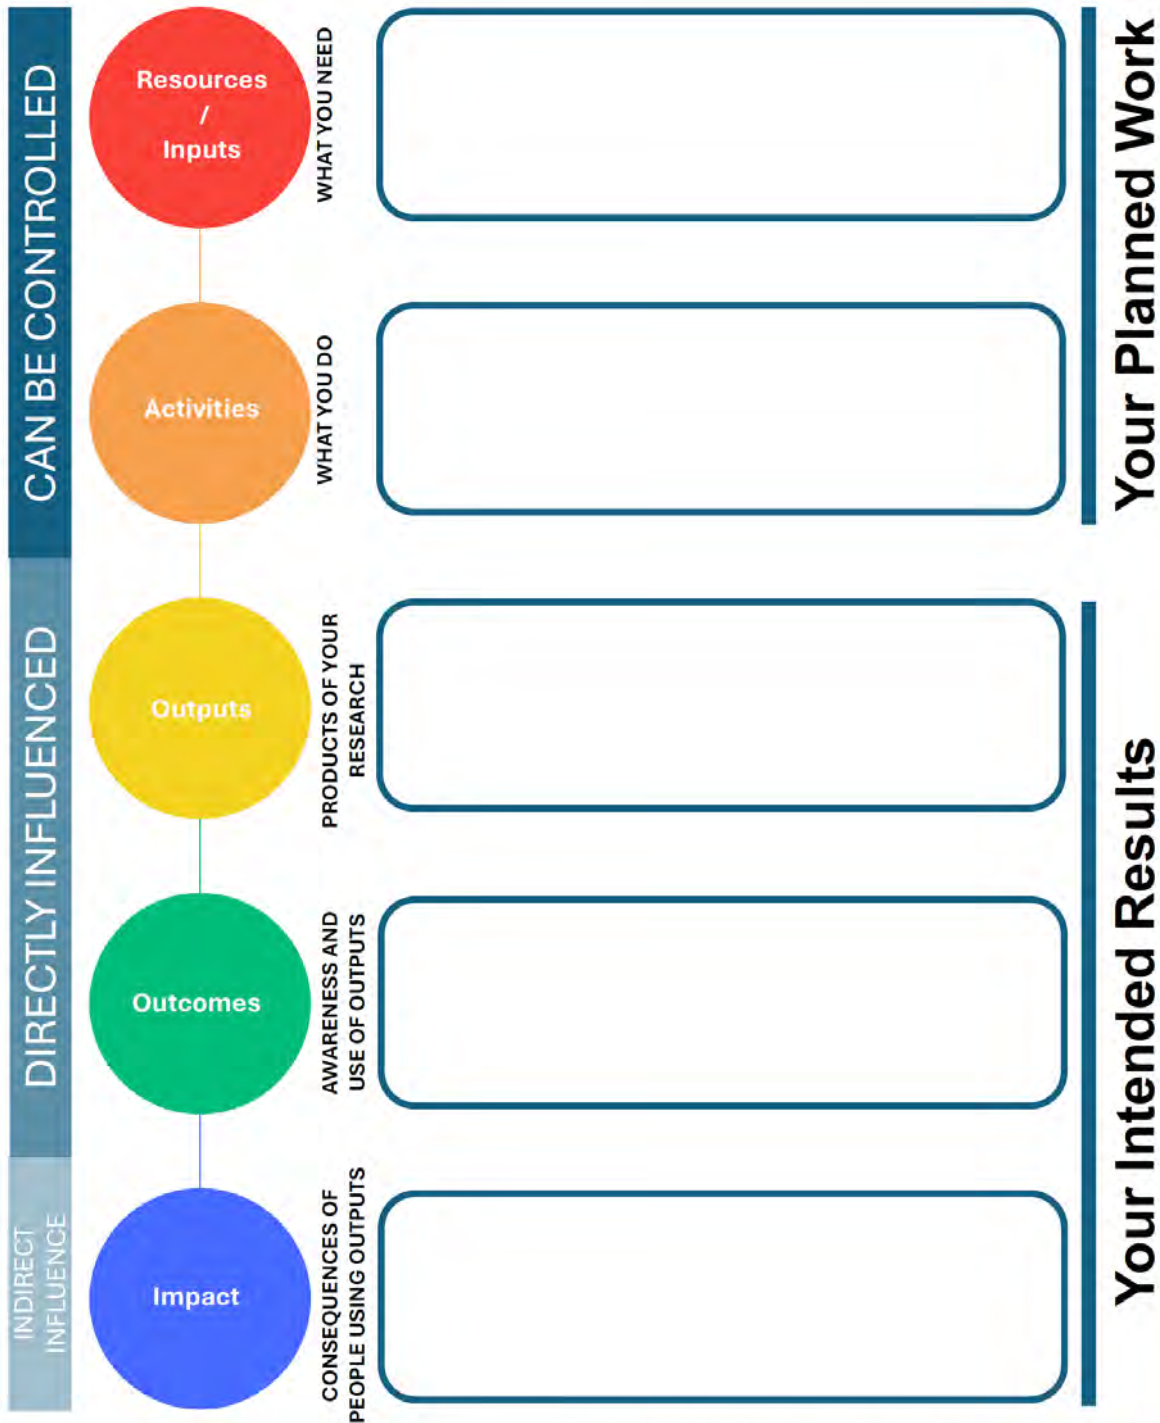 CAN BE CONTROLLED
Resources
/
Inputs
WHAT YOU NEED
Your Planned Work
Activities
WHAT YOU DO
DIRECTLY INFLUENCED
Outputs
PRODUCTS OF YOUR
RESEARCH
Your Intended Results
Outcomes
AWARENESS AND
USE OF OUTPUTS
INDIRECT
INFLUENCE
Impact
CONSEQUENCES OF
PEOPLE USING OUTPUTS